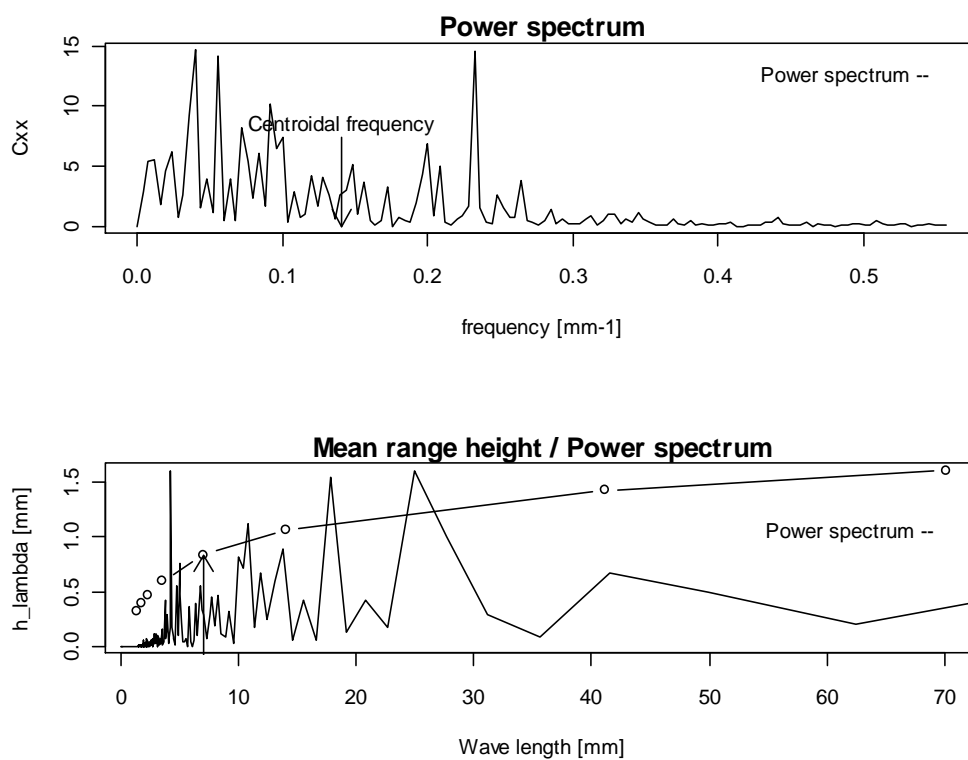 Power spectrum
15
Power spectrum --
10
Centroidal frequency
5
0
Cxx
0.0 0.1 0.2 0.3 0.4 0.5
frequency [mm-1]
Mean range height / Power spectrum
1.5
Power spectrum --
1.0
0.5
0.0
h_lambda [mm]
0 10 20 30 40 50 60 70
Wave length [mm]